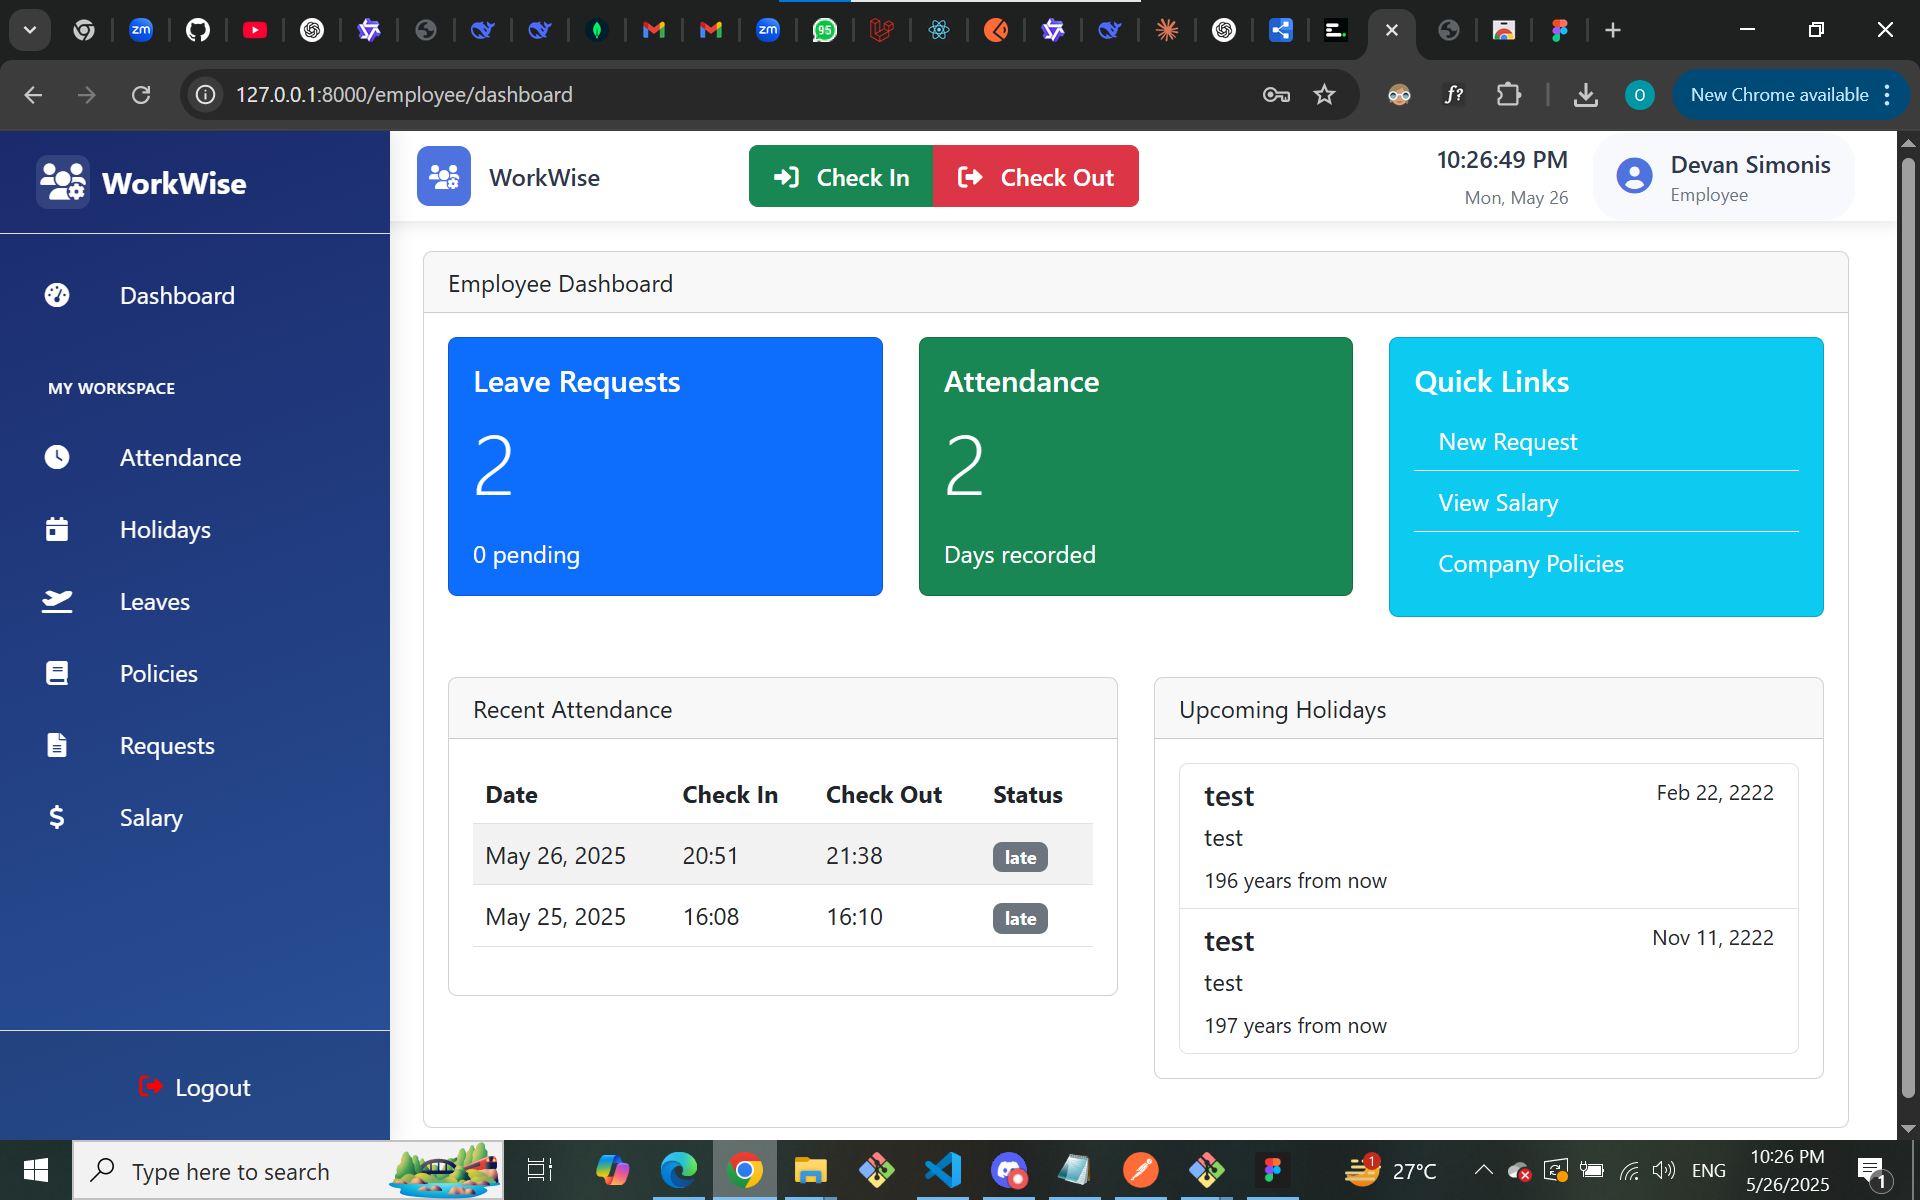 zm
zm
95
127.0.0.1:8000/employee/dashboard
f?
O
New Chrome available
WorkWise
WorkWise
Check In
Check Out
10:26:49 PM
Mon, May 26
Devan Simonis
Employee
Dashboard
MY WORKSPACE
Attendance
Holidays
Leaves
Policies
Requests
Salary
Logout
Employee Dashboard
Leave Requests
2
0 pending
Attendance
2
Days recorded
Quick Links
New Request
View Salary
Company Policies
Recent Attendance
Date Check In Check Out Status
May 26, 2025 20:51 21:38 late
May 25, 2025 16:08 16:10 late
Upcoming Holidays
test Feb 22, 2222
test
196 years from now
test Nov 11, 2222
test
197 years from now
Type here to search
1
27°C
ENG
10:26 PM
5/26/2025
1